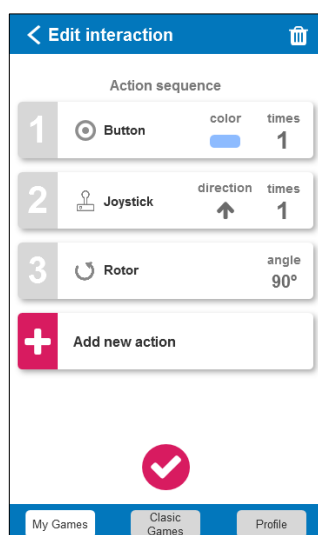 Edit interaction
Action sequence
1 Button color times 1
2 Joystick direction times 1
3 Rotor angle 90º
Add new action
My Games Clasic Games Profile